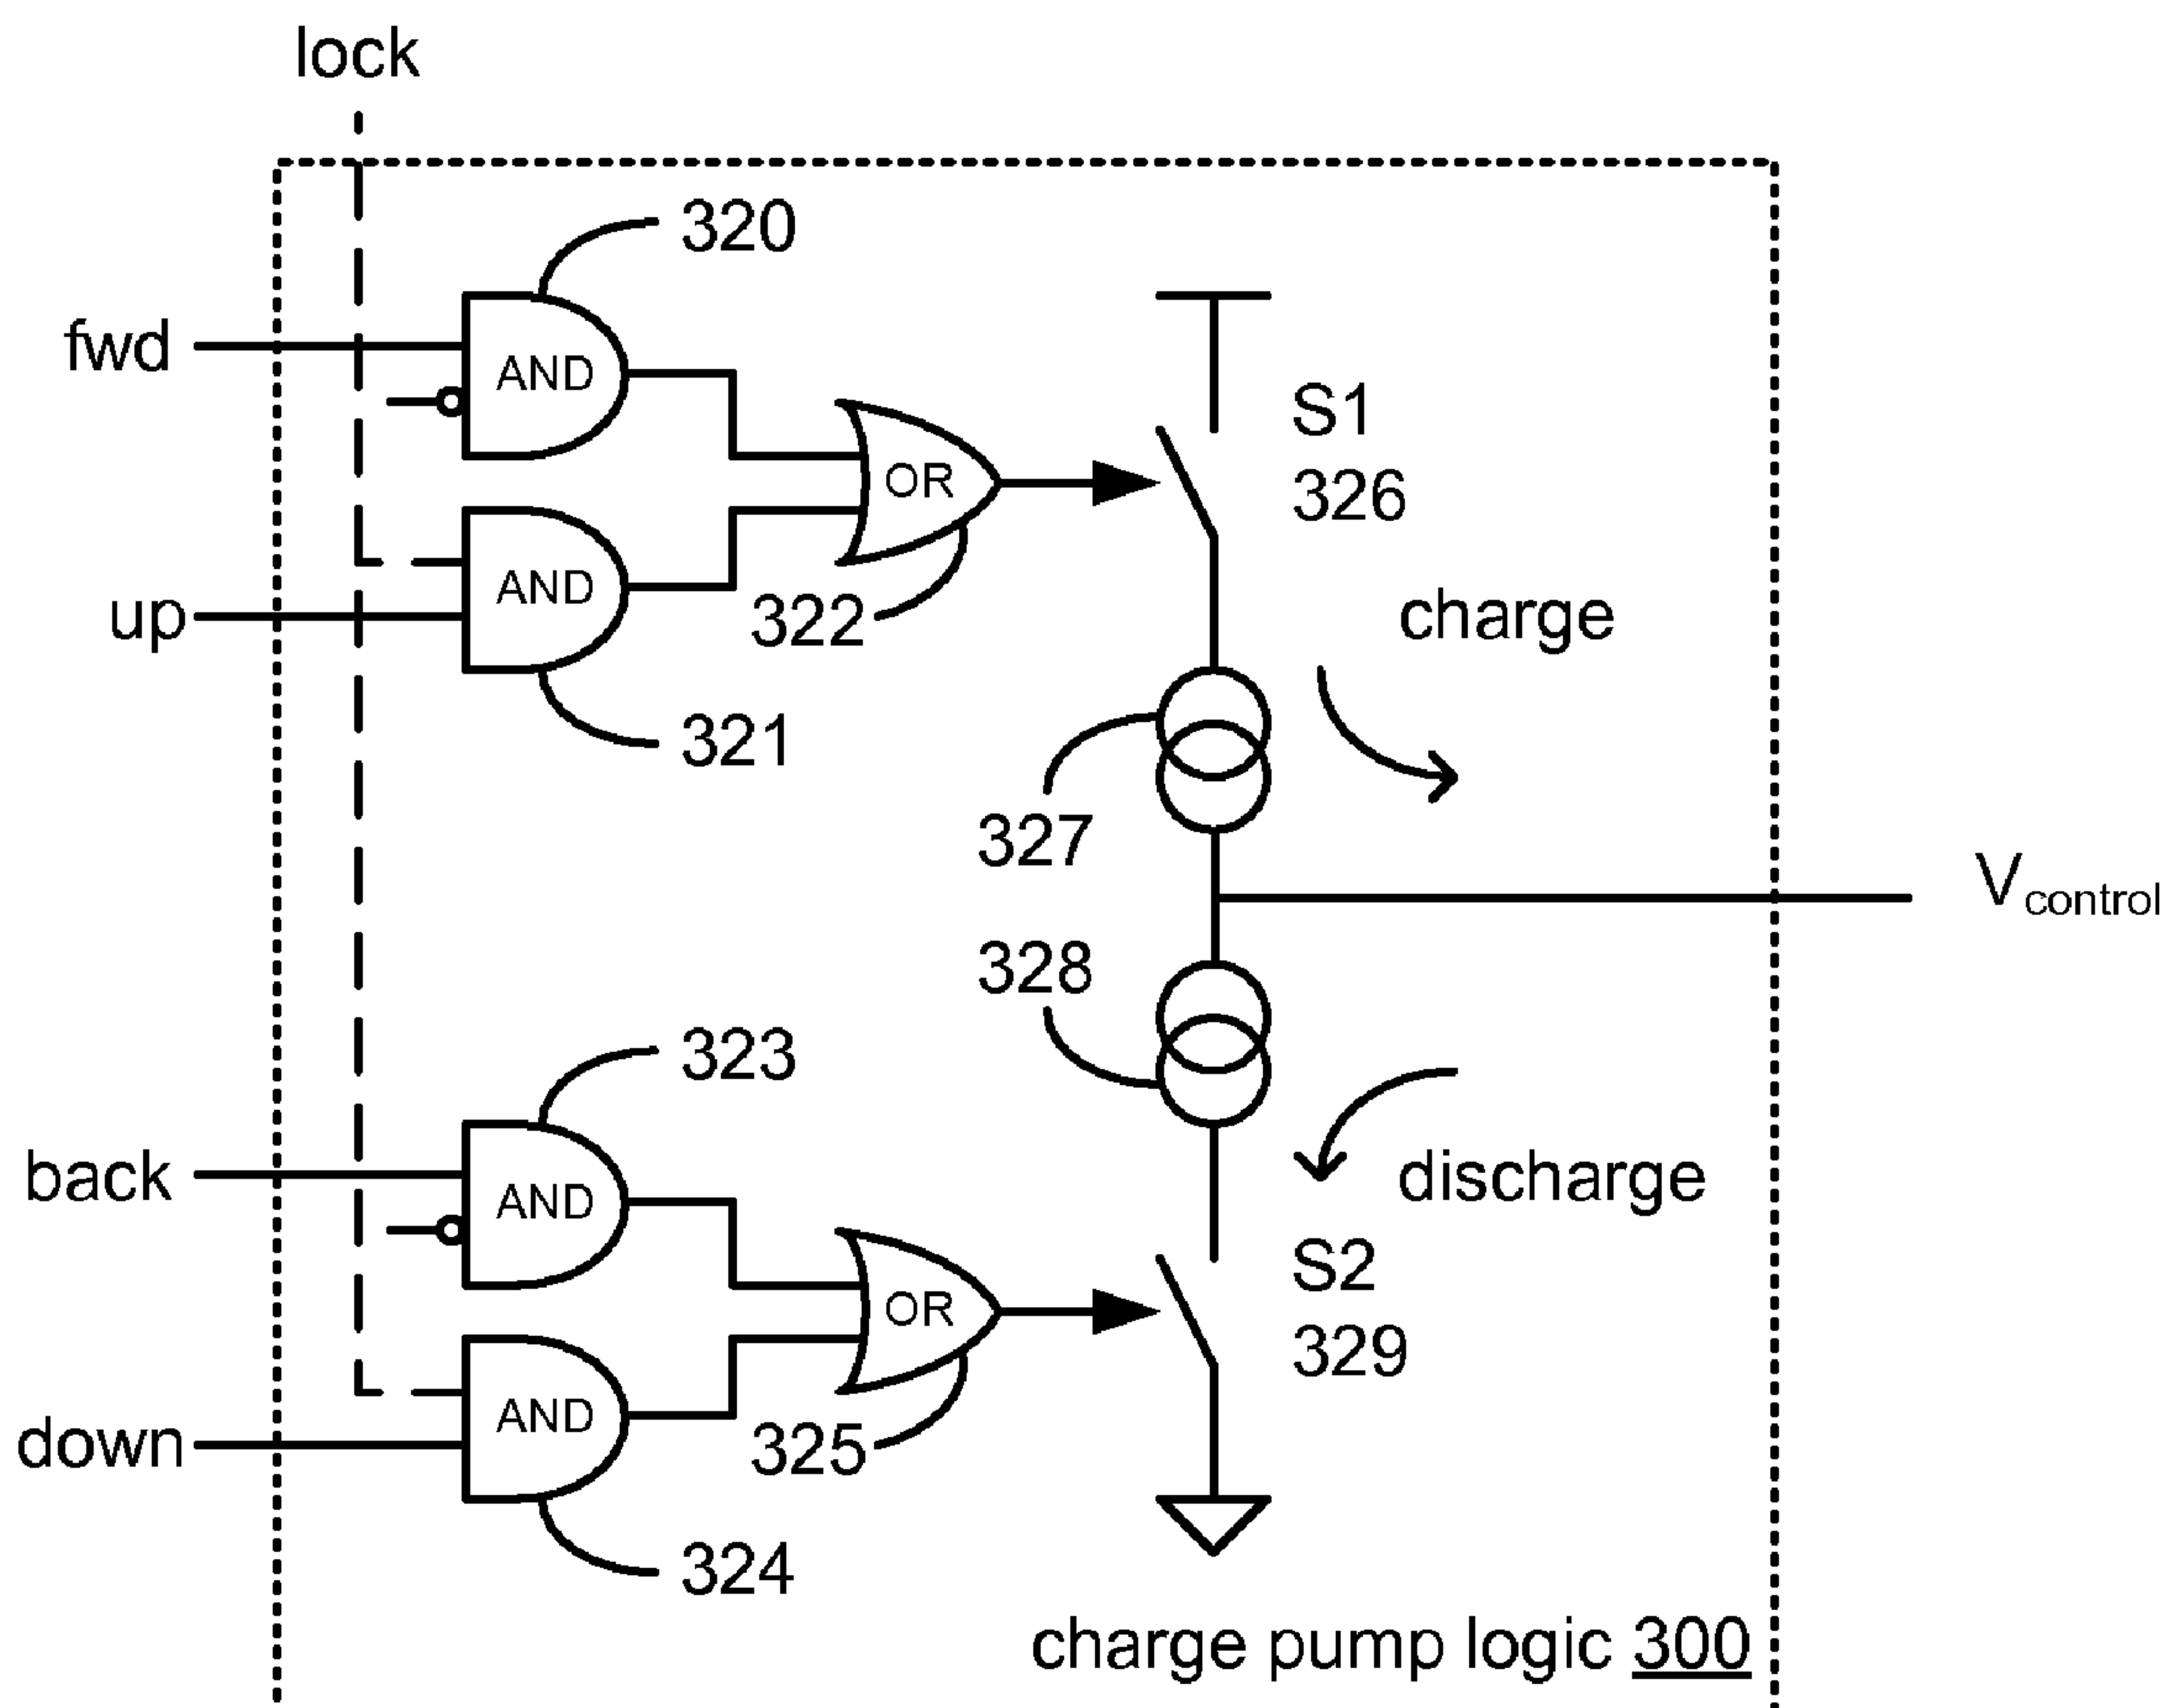 lock
320
fwd
AND
S1
326
OR
up
AND
322
charge
321
327
V control
328
323
back
AND
discharge
S2
329
OR
down
AND
325
324
charge pump logic 300